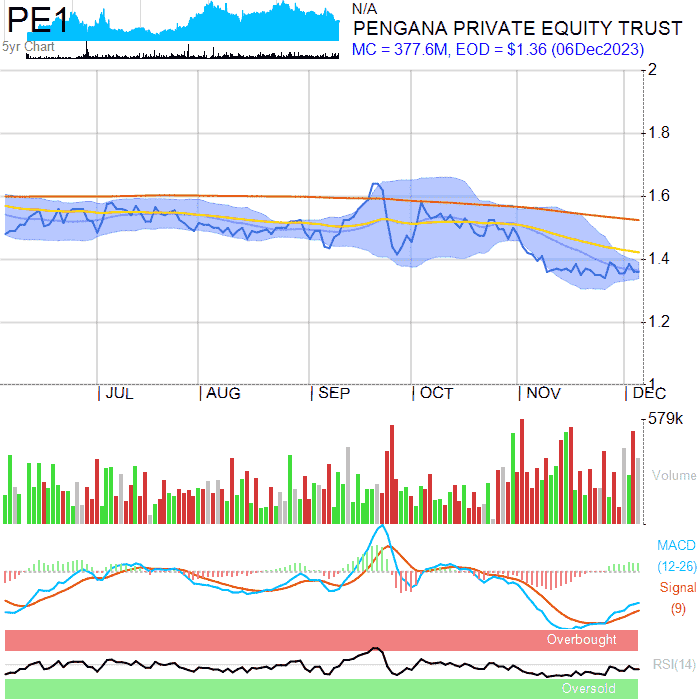 PE1
N/A
PENGANA PRIVATE EQUITY TRUST
5yr Chart
MC = 377.6M, EOD = $1.36 (06Dec2023)
2
1.8
1.6
1.4
1.2
1
JUL AUG SEP OCT NOV DEC
579k
Volume
MACD
(12-26)
Signal
(9)
Overbought
RSI(14)
Oversold